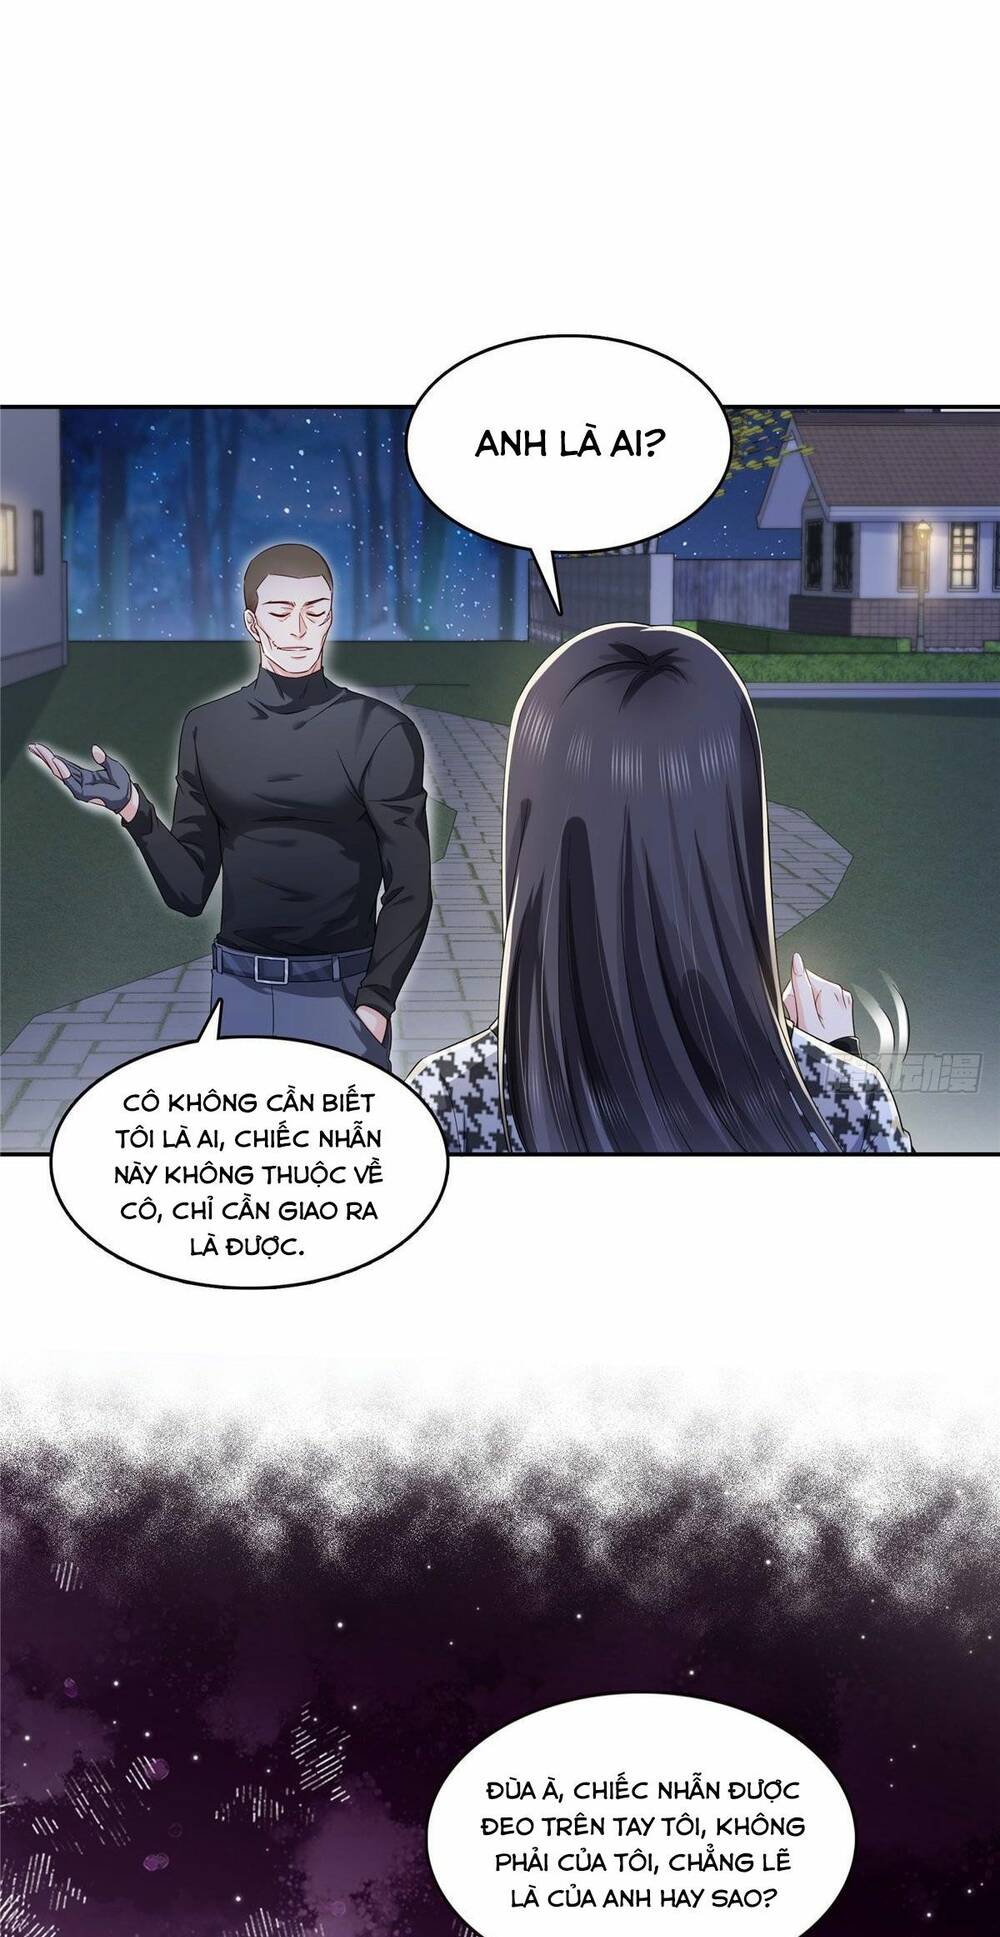 ANH LÀ AI?
CÔ KHÔNG CẦN BIẾT
TÔI LÀ AI, CHIẾC NHẪN
NÀY KHÔNG THUỘC VỀ
CÔ, CHỈ CẦN GIAO RA
LÀ ĐƯỢC.
ĐÙA À, CHIẾC NHẪN ĐƯỢC
ĐEO TRÊN TAY TÔI, KHÔNG
PHẢI CỦA TÔI, CHẲNG LẼ
LÀ CỦA ANH HAY SAO?